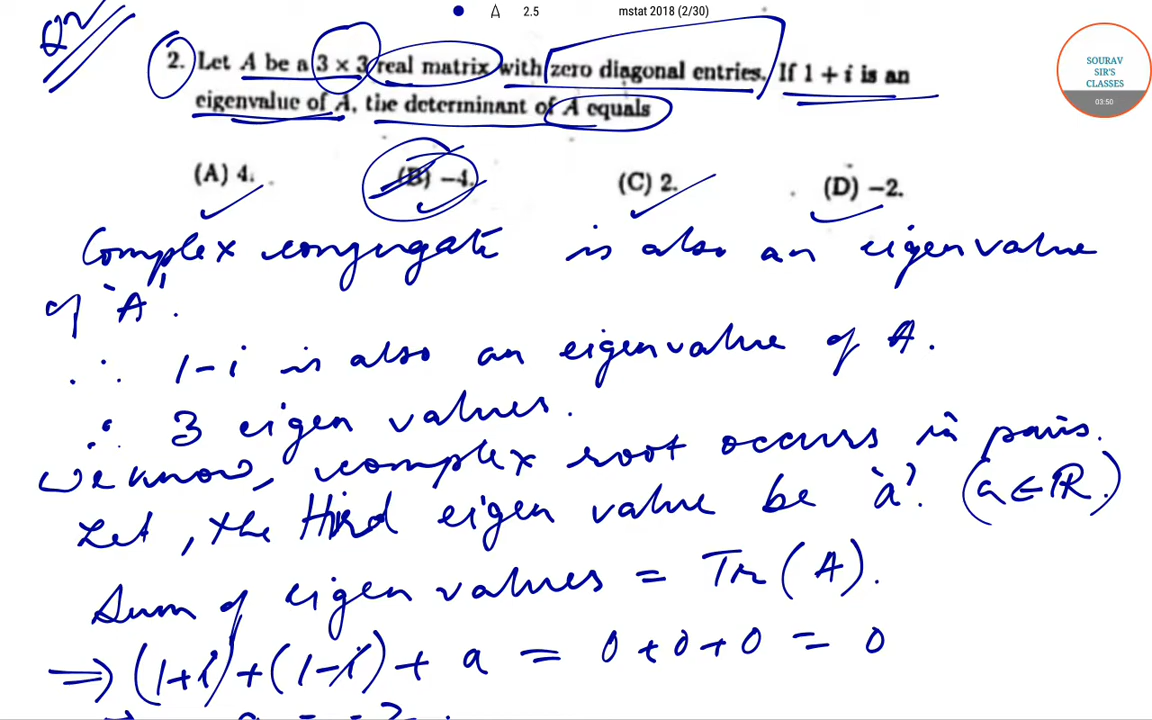 2.5 mstat 2018 (2/30)
Q2
2. Let A be a 3 × 3 real matrix with zero diagonal entries. If 1 + i is an
eigenvalue of A, the determinant of A equals
(A) 4. (B) −4. (C) 2. (D) −2.
SOURAV
SIR'S
CLASSES
03:50
Complex conjugate is also an eigenvalue
of 'A'.
∴ 1-i is also an eigenvalue of A.
∴ 3 eigen values.
We know, complex root occurs in pairs.
Let, the third eigen value be 'a'. (a∈ℝ.)
Sum of eigen values = Tr(A).
⇒ (1+i)+(1-i)+ a = 0+0+0 = 0